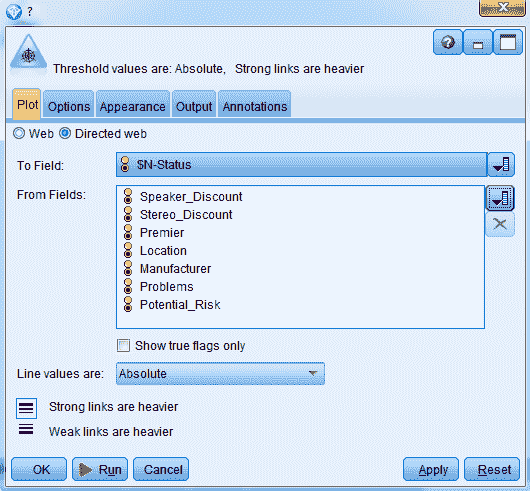 ?
Threshold values are: Absolute, Strong links are heavier
Plot Options Appearance Output Annotations
Web Directed web
To Field: $N-Status
From Fields: Speaker_Discount
Stereo_Discount
Premier
Location
Manufacturer
Problems
Potential_Risk
Show true flags only
Line values are: Absolute
Strong links are heavier
Weak links are heavier
OK Run Cancel Apply Reset